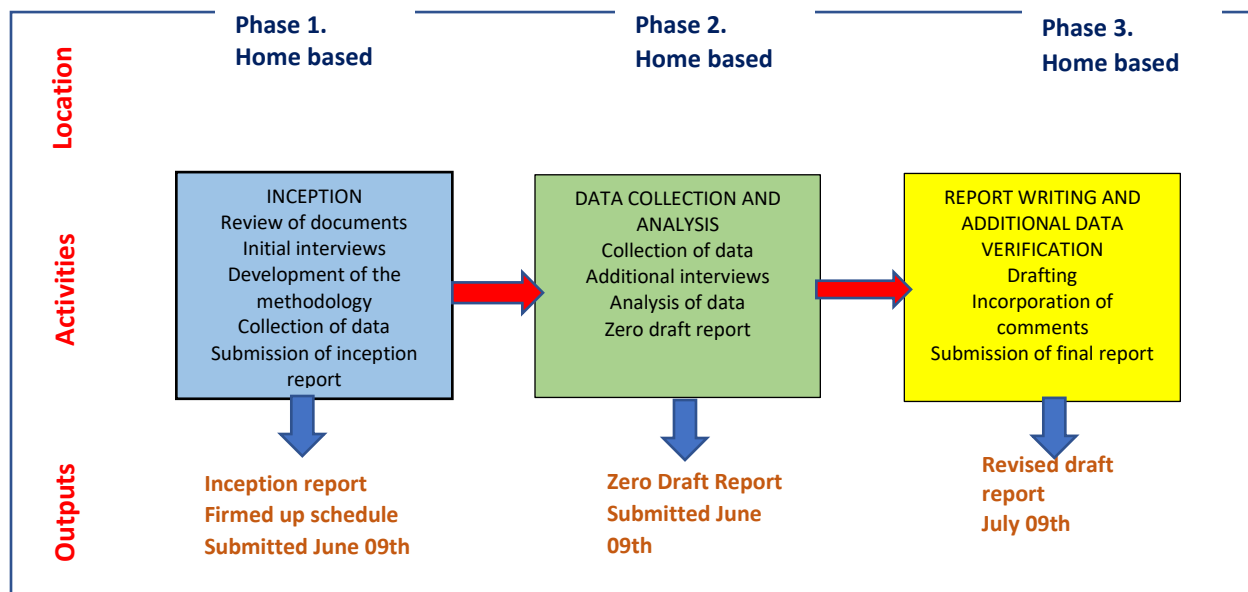 Phase 1.
Home based
Phase 2.
Home based
Phase 3.
Home based
Location
Activities
Outputs
INCEPTION
Review of documents
Initial interviews
Development of the
methodology
Collection of data
Submission of inception
report
DATA COLLECTION AND
ANALYSIS
Collection of data
Additional interviews
Analysis of data
Zero draft report
REPORT WRITING AND
ADDITIONAL DATA
VERIFICATION
Drafting
Incorporation of
comments
Submission of final report
Inception report
Firmed up schedule
Submitted June 09th
Zero Draft Report
Submitted June
09th
Revised draft
report
July 09th